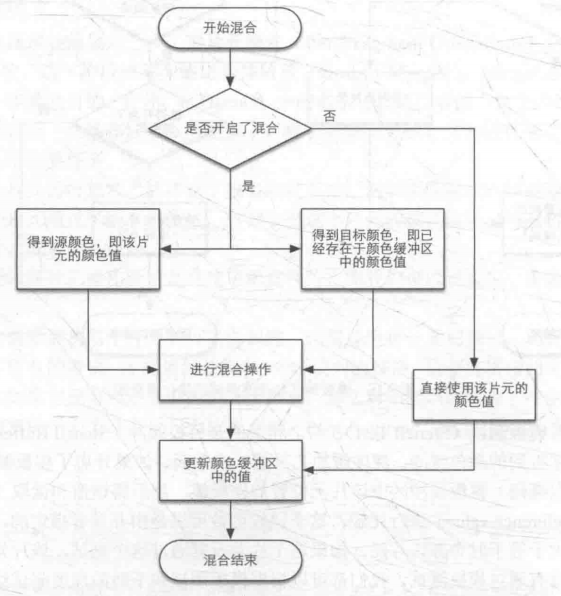 开始混合
是否开启了混合
否
是
得到源颜色，即该片
元的颜色值
得到目标颜色，即已
经存在于颜色缓冲区
中的颜色值
进行混合操作
直接使用该片元的
颜色值
更新颜色缓冲区
中的值
混合结束